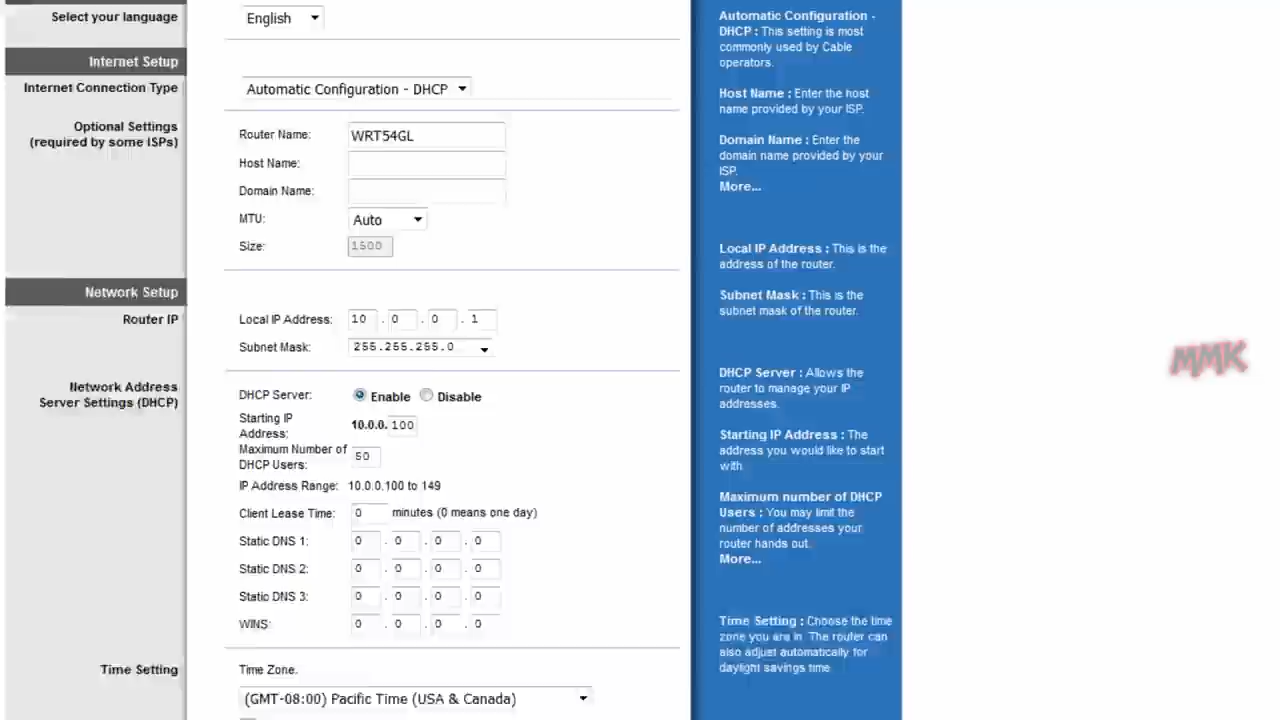 Select your language
English
Internet Setup
Internet Connection Type
Automatic Configuration - DHCP
Optional Settings
(required by some ISPs)
Router Name: WRT54GL
Host Name:
Domain Name:
MTU: Auto
Size: 1500
Network Setup
Router IP
Local IP Address: 10 . 0 . 0 . 1
Subnet Mask: 255.255.255.0
Network Address
Server Settings (DHCP)
DHCP Server: Enable Disable
Starting IP
Address: 10.0.0. 100
Maximum Number of
DHCP Users: 50
IP Address Range: 10.0.0.100 to 149
Client Lease Time: 0 minutes (0 means one day)
Static DNS 1: 0 . 0 . 0 . 0
Static DNS 2: 0 . 0 . 0 . 0
Static DNS 3: 0 . 0 . 0 . 0
WINS: 0 . 0 . 0 . 0
Time Setting
Time Zone.
(GMT-08:00) Pacific Time (USA & Canada)
Automatic Configuration -
DHCP : This setting is most
commonly used by Cable
operators.
Host Name : Enter the host
name provided by your ISP.
Domain Name : Enter the
domain name provided by your
ISP.
More...
Local IP Address : This is the
address of the router.
Subnet Mask : This is the
subnet mask of the router.
DHCP Server : Allows the
router to manage your IP
addresses.
Starting IP Address : The
address you would like to start
with.
Maximum number of DHCP
Users : You may limit the
number of addresses your
router hands out.
More...
Time Setting : Choose the time
zone you are in. The router can
also adjust automatically for
daylight savings time.
MMK